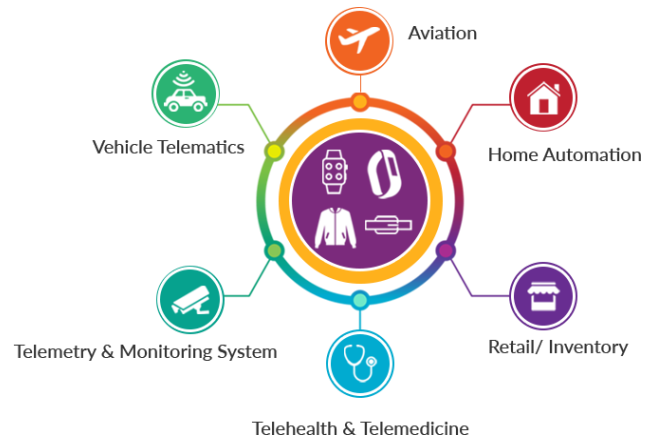 Aviation
Vehicle Telematics
Home Automation
Telemetry & Monitoring System
Retail/ Inventory
Telehealth & Telemedicine